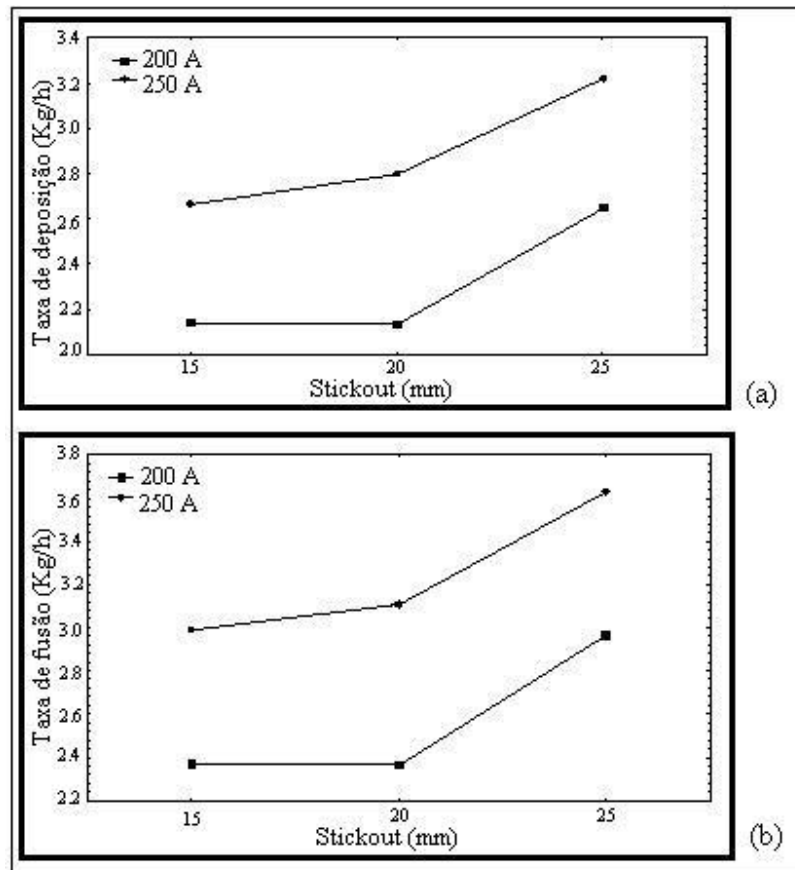 3.4
3.2
3.0
2.8
2.6
2.4
2.2
2.0
Taxa de deposição (Kg/h)
200 A
250 A
15 20 25
Stickout (mm)
(a)
3.8
3.6
3.4
3.2
3.0
2.8
2.6
2.4
2.2
Taxa de fusão (Kg/h)
200 A
250 A
15 20 25
Stickout (mm)
(b)